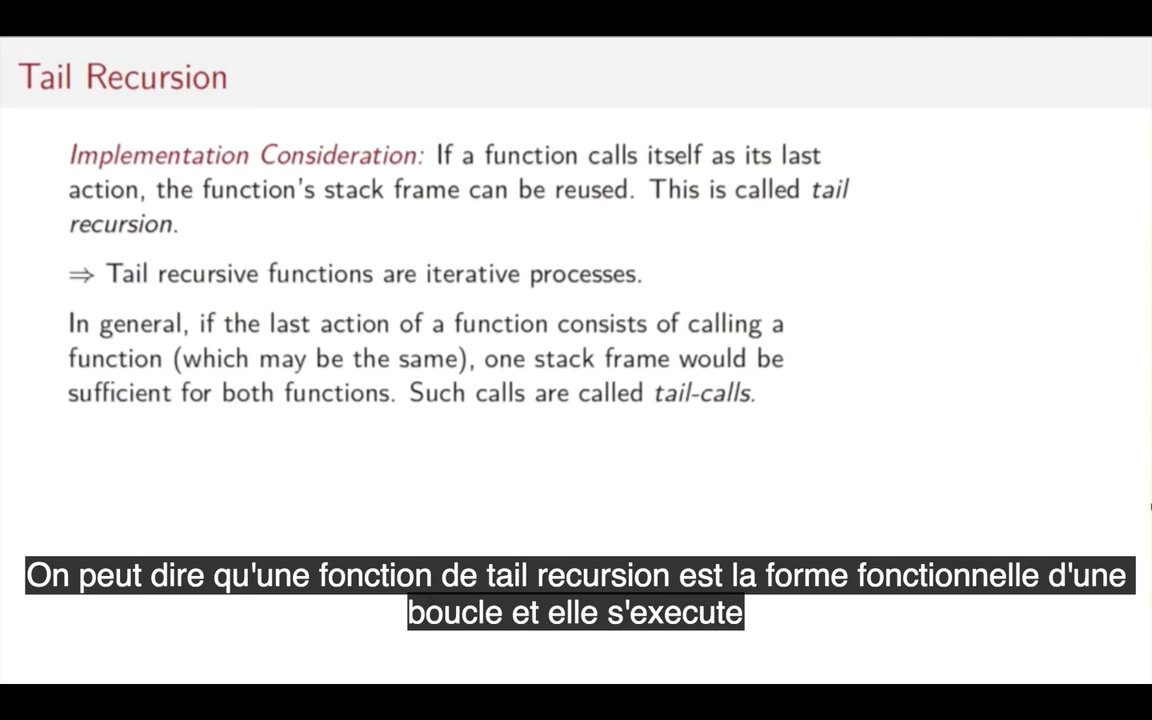 Tail Recursion
Implementation Consideration: If a function calls itself as its last
action, the function's stack frame can be reused. This is called tail
recursion.
⇒ Tail recursive functions are iterative processes.
In general, if the last action of a function consists of calling a
function (which may be the same), one stack frame would be
sufficient for both functions. Such calls are called tail-calls.
On peut dire qu'une fonction de tail recursion est la forme fonctionnelle d'une
boucle et elle s'execute